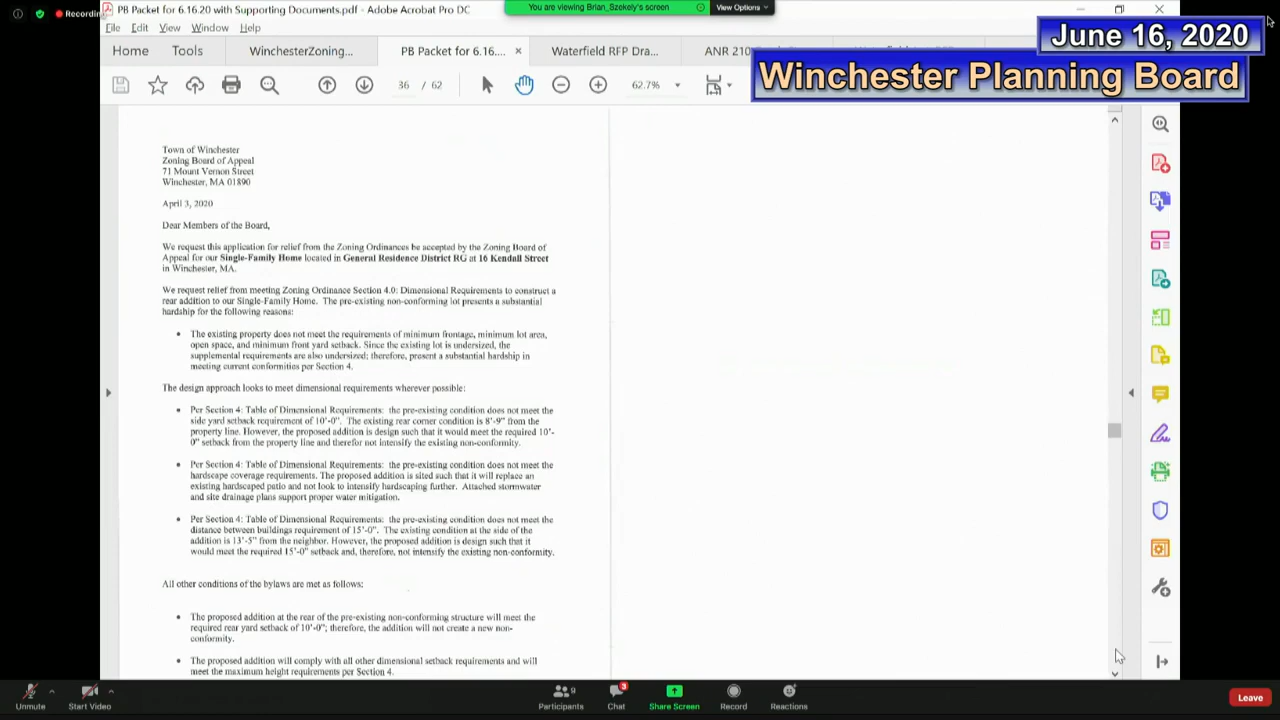 Recording
PB Packet for 6.16.20 with Supporting Documents.pdf - Adobe Acrobat Pro DC
You are viewing Brian_Szekely's screen
View Options
File Edit View Window Help
June 16, 2020
Winchester Planning Board
Home Tools WinchesterZoning... PB Packet for 6.16.... × Waterfield RFP Dra...
36 / 62 62.7%
Town of Winchester
Zoning Board of Appeal
71 Mount Vernon Street
Winchester, MA 01890
April 3, 2020
Dear Members of the Board,
We request this application for relief from the Zoning Ordinances be accepted by the Zoning Board of
Appeal for our Single-Family Home located in General Residence District RG at 16 Kendall Street
in Winchester, MA.
We request relief from meeting Zoning Ordinance Section 4.0: Dimensional Requirements to construct a
rear addition to our Single-Family Home. The pre-existing non-conforming lot presents a substantial
hardship for the following reasons:
• The existing property does not meet the requirements of minimum frontage, minimum lot area,
open space, and minimum front yard setback. Since the existing lot is undersized, the
supplemental requirements are also undersized; therefore, present a substantial hardship in
meeting current conformities per Section 4.
The design approach looks to meet dimensional requirements wherever possible:
• Per Section 4: Table of Dimensional Requirements: the pre-existing condition does not meet the
side yard setback requirement of 10'-0". The existing rear corner condition is 8'-9" from the
property line. However, the proposed addition is design such that it would meet the required 10'-
0" setback from the property line and therefor not intensify the existing non-conformity.
• Per Section 4: Table of Dimensional Requirements: the pre-existing condition does not meet the
hardscape coverage requirements. The proposed addition is sited such that it will replace an
existing hardscaped patio and not look to intensify hardscaping further. Attached stormwater
and site drainage plans support proper water mitigation.
• Per Section 4: Table of Dimensional Requirements: the pre-existing condition does not meet the
distance between buildings requirement of 15'-0". The existing condition at the side of the
addition is 13'-5" from the neighbor. However, the proposed addition is design such that it
would meet the required 15'-0" setback and, therefore, not intensify the existing non-conformity.
All other conditions of the bylaws are met as follows:
• The proposed addition at the rear of the pre-existing non-conforming structure will meet the
required rear yard setback of 10'-0"; therefore, the addition will not create a new non-
conformity.
• The proposed addition will comply with all other dimensional setback requirements and will
meet the maximum height requirements per Section 4.
Unmute Start Video Participants 9 Chat 3 Share Screen Record Reactions Leave